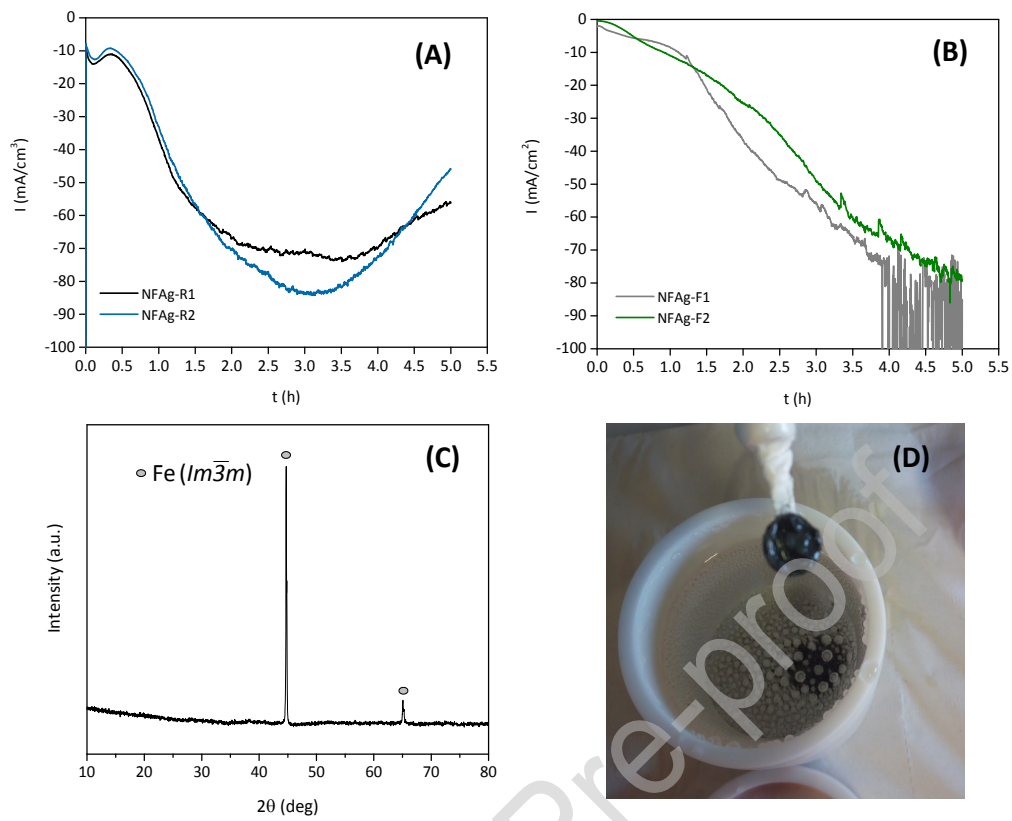 (A)
0
-10
-20
-30
-40
-50
-60
-70
-80
-90
-100
I (mA/cm³)
NFAg-R1
NFAg-R2
0.0 0.5 1.0 1.5 2.0 2.5 3.0 3.5 4.0 4.5 5.0 5.5
t (h)
(B)
0
-10
-20
-30
-40
-50
-60
-70
-80
-90
-100
I (mA/cm²)
NFAg-F1
NFAg-F2
0.0 0.5 1.0 1.5 2.0 2.5 3.0 3.5 4.0 4.5 5.0 5.5
t (h)
(C)
Fe (Im3̅m)
Intensity (a.u.)
10 20 30 40 50 60 70 80
2θ (deg)
(D)
Pre-proof